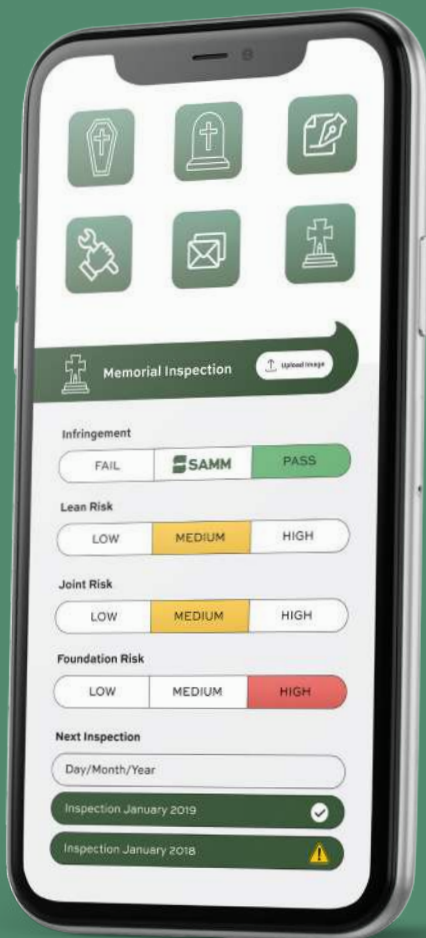 Memorial Inspection
Upload Image
Infringement
FAIL SAMM PASS
Lean Risk
LOW MEDIUM HIGH
Joint Risk
LOW MEDIUM HIGH
Foundation Risk
LOW MEDIUM HIGH
Next Inspection
Day/Month/Year
Inspection January 2019
Inspection January 2018